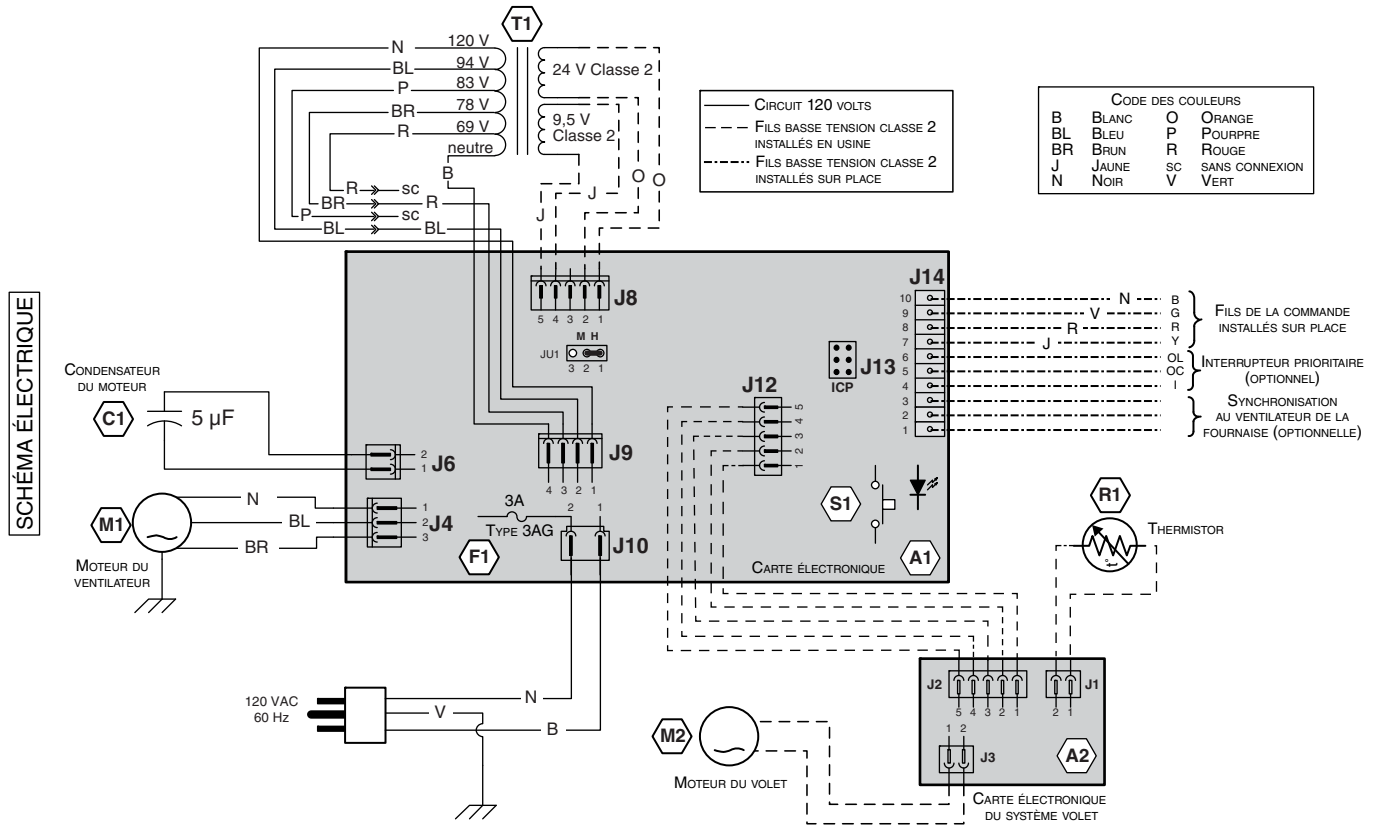 T1
N 120 V
BL 94 V
P 83 V
BR 78 V
R 69 V
neutre
B
24 V Classe 2
9,5 V
Classe 2
J J O O
R sc
BR R
P sc
BL BL
CIRCUIT 120 VOLTS
FILS BASSE TENSION CLASSE 2
INSTALLÉS EN USINE
FILS BASSE TENSION CLASSE 2
INSTALLÉS SUR PLACE
CODE DES COULEURS
B BLANC O ORANGE
BL BLEU P POURPRE
BR BRUN R ROUGE
J JAUNE SC SANS CONNEXION
N NOIR V VERT
SCHÉMA ÉLECTRIQUE
J8
5 4 3 2 1
M H
JU1
3 2 1
J13
ICP
J14
10 N B
9 V G
8 R R
7 J Y
6 OL
5 OC
4 I
3
2
1
FILS DE LA COMMANDE
INSTALLÉS SUR PLACE
INTERRUPTEUR PRIORITAIRE
(OPTIONNEL)
SYNCHRONISATION
AU VENTILATEUR DE LA
FOURNAISE (OPTIONNELLE)
J12
5
4
3
2
1
CONDENSATEUR
DU MOTEUR
C1
5 µF
2
1
J6
J9
4 3 2 1
M1
N
BL
BR
1
2
3
J4
MOTEUR DU
VENTILATEUR
3A
TYPE 3AG
F1
2 1
J10
S1
CARTE ÉLECTRONIQUE
A1
R1
t°
THERMISTOR
120 VAC
60 Hz
N
V
B
M2
MOTEUR DU VOLET
J2
5 4 3 2 1
J1
2 1
1 2
J3
A2
CARTE ÉLECTRONIQUE
DU SYSTÈME VOLET